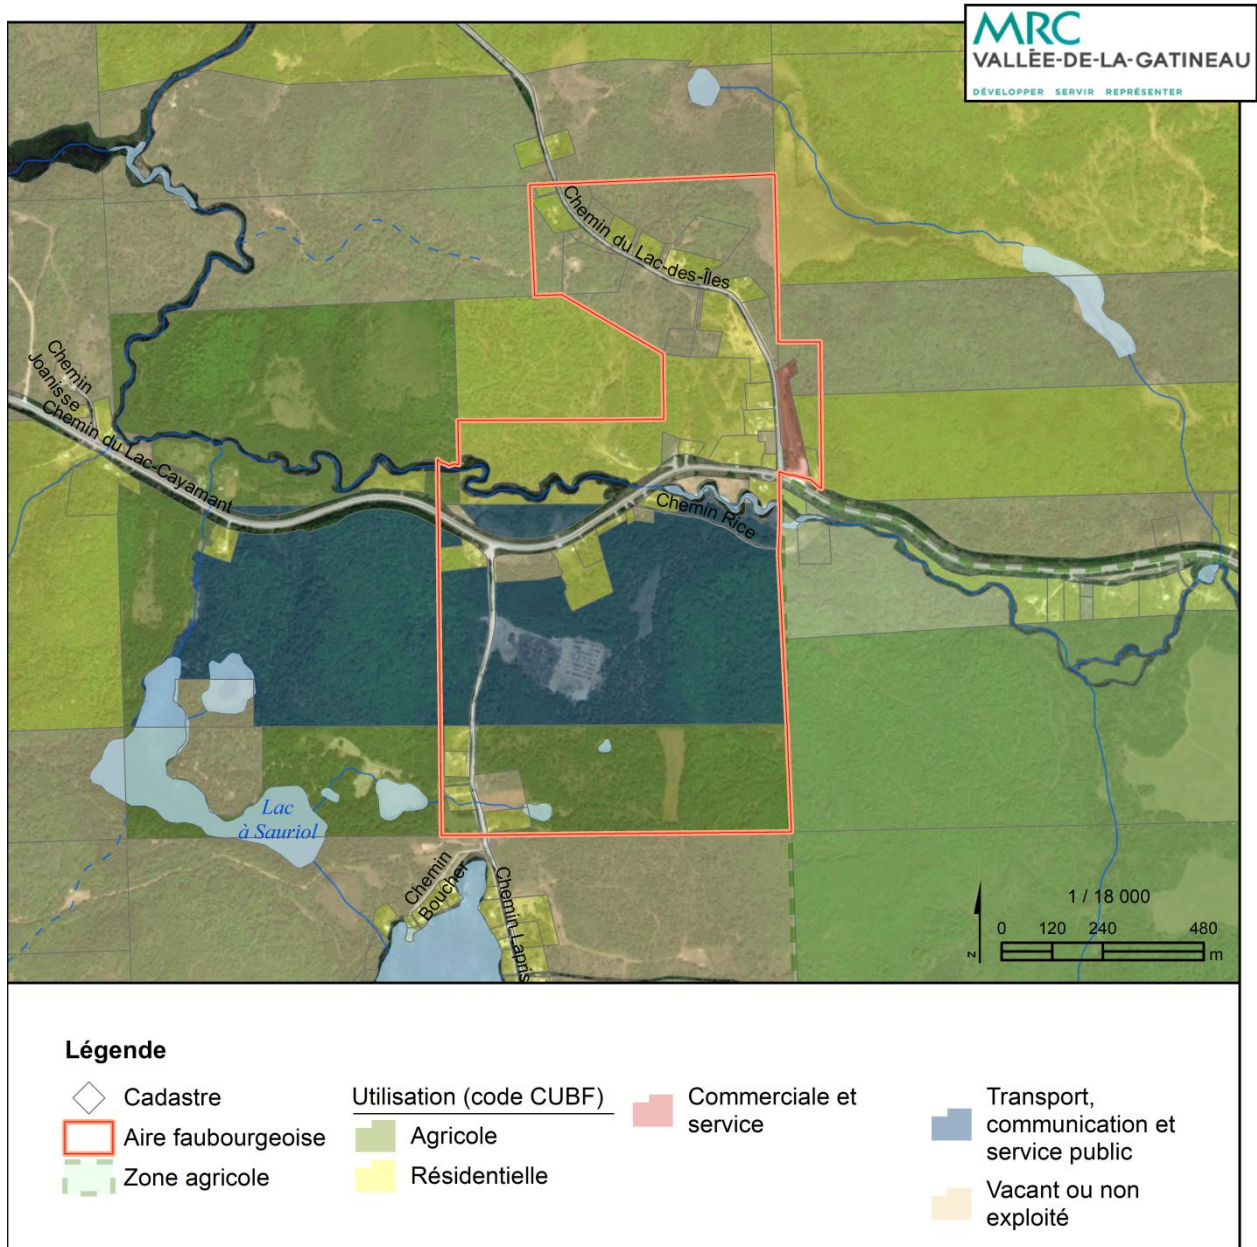 MRC
VALLÉE-DE-LA-GATINEAU
DÉVELOPPER SERVIR REPRÉSENTER
Chemin du Lac-des-Îles
Chemin
Joanisse
Chemin du Lac-Cayamant
Chemin Rice
Lac
à Sauriol
Chemin
Boucher
Chemin Lapris
1 / 18 000
0 120 240 480
m
N
Légende
Cadastre
Aire faubourgeoise
Zone agricole
Utilisation (code CUBF)
Agricole
Résidentielle
Commerciale et
service
Transport,
communication et
service public
Vacant ou non
exploité